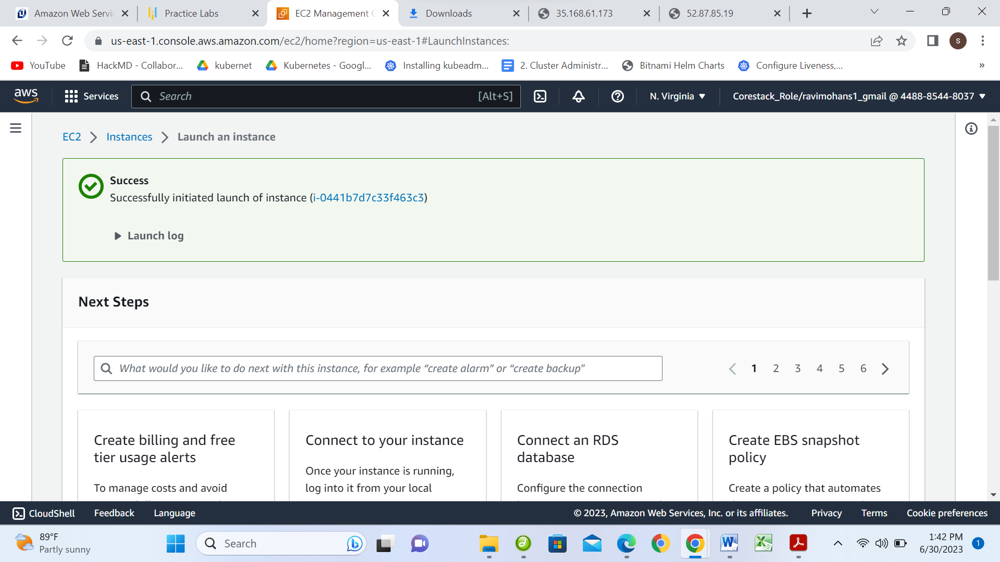 Amazon Web Servic
Practice Labs
EC2 Management C
Downloads
35.168.61.173
52.87.85.19
us-east-1.console.aws.amazon.com/ec2/home?region=us-east-1#LaunchInstances:
S
YouTube
HackMD - Collabor...
kubernet
Kubernetes - Googl...
Installing kubeadm...
2. Cluster Administr...
Bitnami Helm Charts
Configure Liveness,...
»
aws
Services
Search
[Alt+S]
N. Virginia
Corestack_Role/ravimohans1_gmail @ 4488-8544-8037
EC2 > Instances > Launch an instance
Success
Successfully initiated launch of instance (i-0441b7d7c33f463c3)
Launch log
Next Steps
What would you like to do next with this instance, for example “create alarm” or “create backup"
1 2 3 4 5 6
Create billing and free
tier usage alerts
To manage costs and avoid
Connect to your instance
Once your instance is running,
log into it from your local
Connect an RDS
database
Configure the connection
Create EBS snapshot
policy
Create a policy that automates
CloudShell
Feedback
Language
© 2023, Amazon Web Services, Inc. or its affiliates.
Privacy
Terms
Cookie preferences
89°F
Partly sunny
Search
1:42 PM
6/30/2023
1